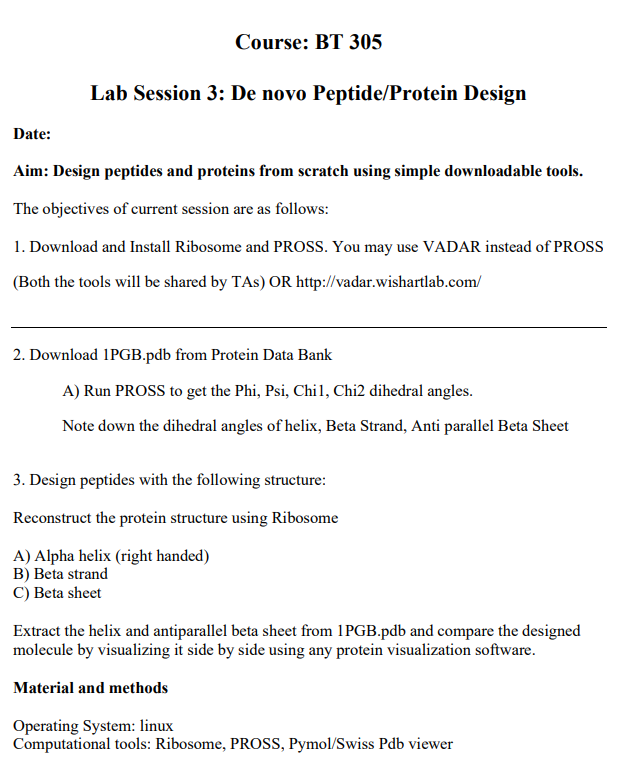 Course: BT 305
Lab Session 3: De novo Peptide/Protein Design
Date:
Aim: Design peptides and proteins from scratch using simple downloadable tools.
The objectives of current session are as follows:
1. Download and Install Ribosome and PROSS. You may use VADAR instead of PROSS
(Both the tools will be shared by TAs) OR http://vadar.wishartlab.com/
2. Download 1PGB.pdb from Protein Data Bank
A) Run PROSS to get the Phi, Psi, Chi1, Chi2 dihedral angles.
Note down the dihedral angles of helix, Beta Strand, Anti parallel Beta Sheet
3. Design peptides with the following structure:
Reconstruct the protein structure using Ribosome
A) Alpha helix (right handed)
B) Beta strand
C) Beta sheet
Extract the helix and antiparallel beta sheet from 1PGB.pdb and compare the designed
molecule by visualizing it side by side using any protein visualization software.
Material and methods
Operating System: linux
Computational tools: Ribosome, PROSS, Pymol/Swiss Pdb viewer